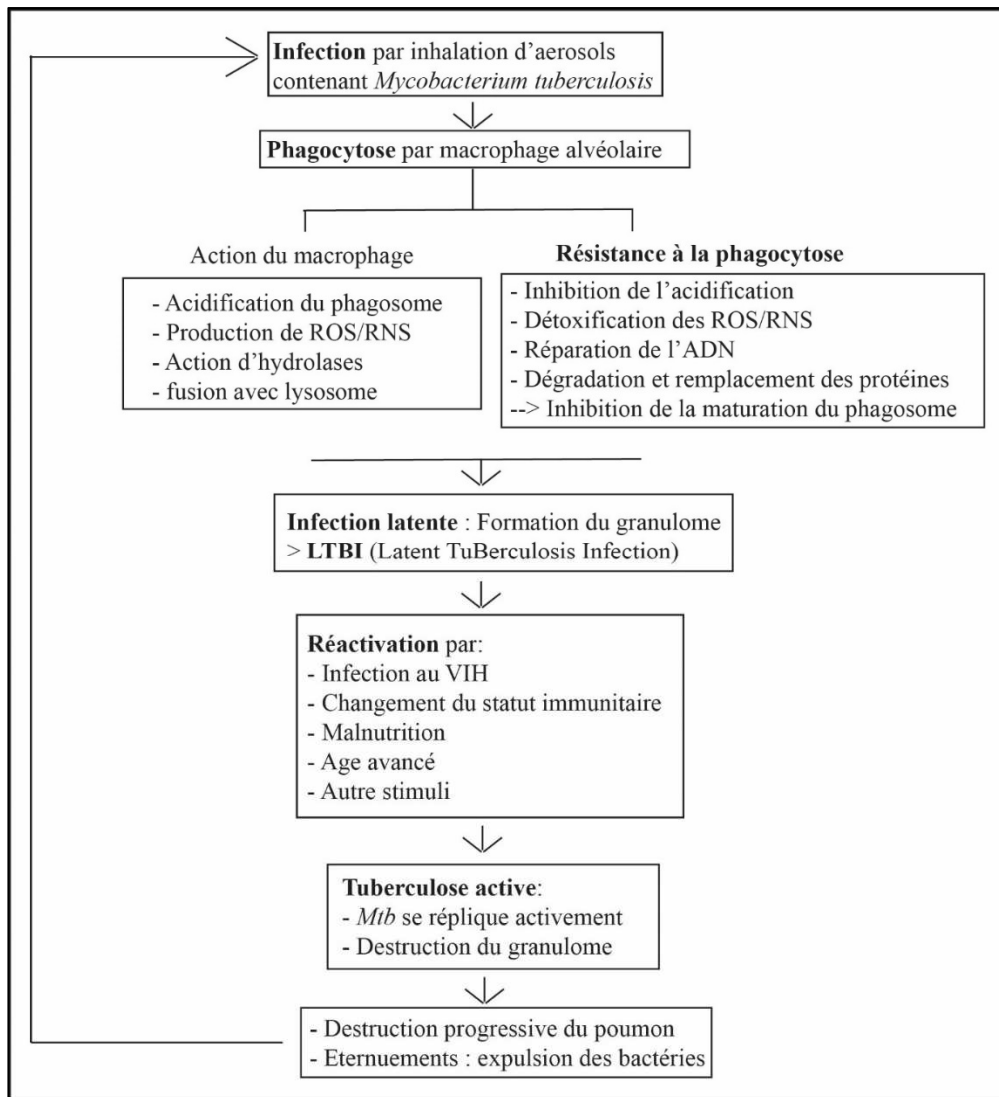 Infection par inhalation d’aerosols
contenant Mycobacterium tuberculosis
Phagocytose par macrophage alvéolaire
Action du macrophage
- Acidification du phagosome
- Production de ROS/RNS
- Action d’hydrolases
- fusion avec lysosome
Résistance à la phagocytose
- Inhibition de l’acidification
- Détoxification des ROS/RNS
- Réparation de l’ADN
- Dégradation et remplacement des protéines
--> Inhibition de la maturation du phagosome
Infection latente : Formation du granulome
> LTBI (Latent TuBerculosis Infection)
Réactivation par:
- Infection au VIH
- Changement du statut immunitaire
- Malnutrition
- Age avancé
- Autre stimuli
Tuberculose active:
- Mtb se réplique activement
- Destruction du granulome
- Destruction progressive du poumon
- Eternuements : expulsion des bactéries